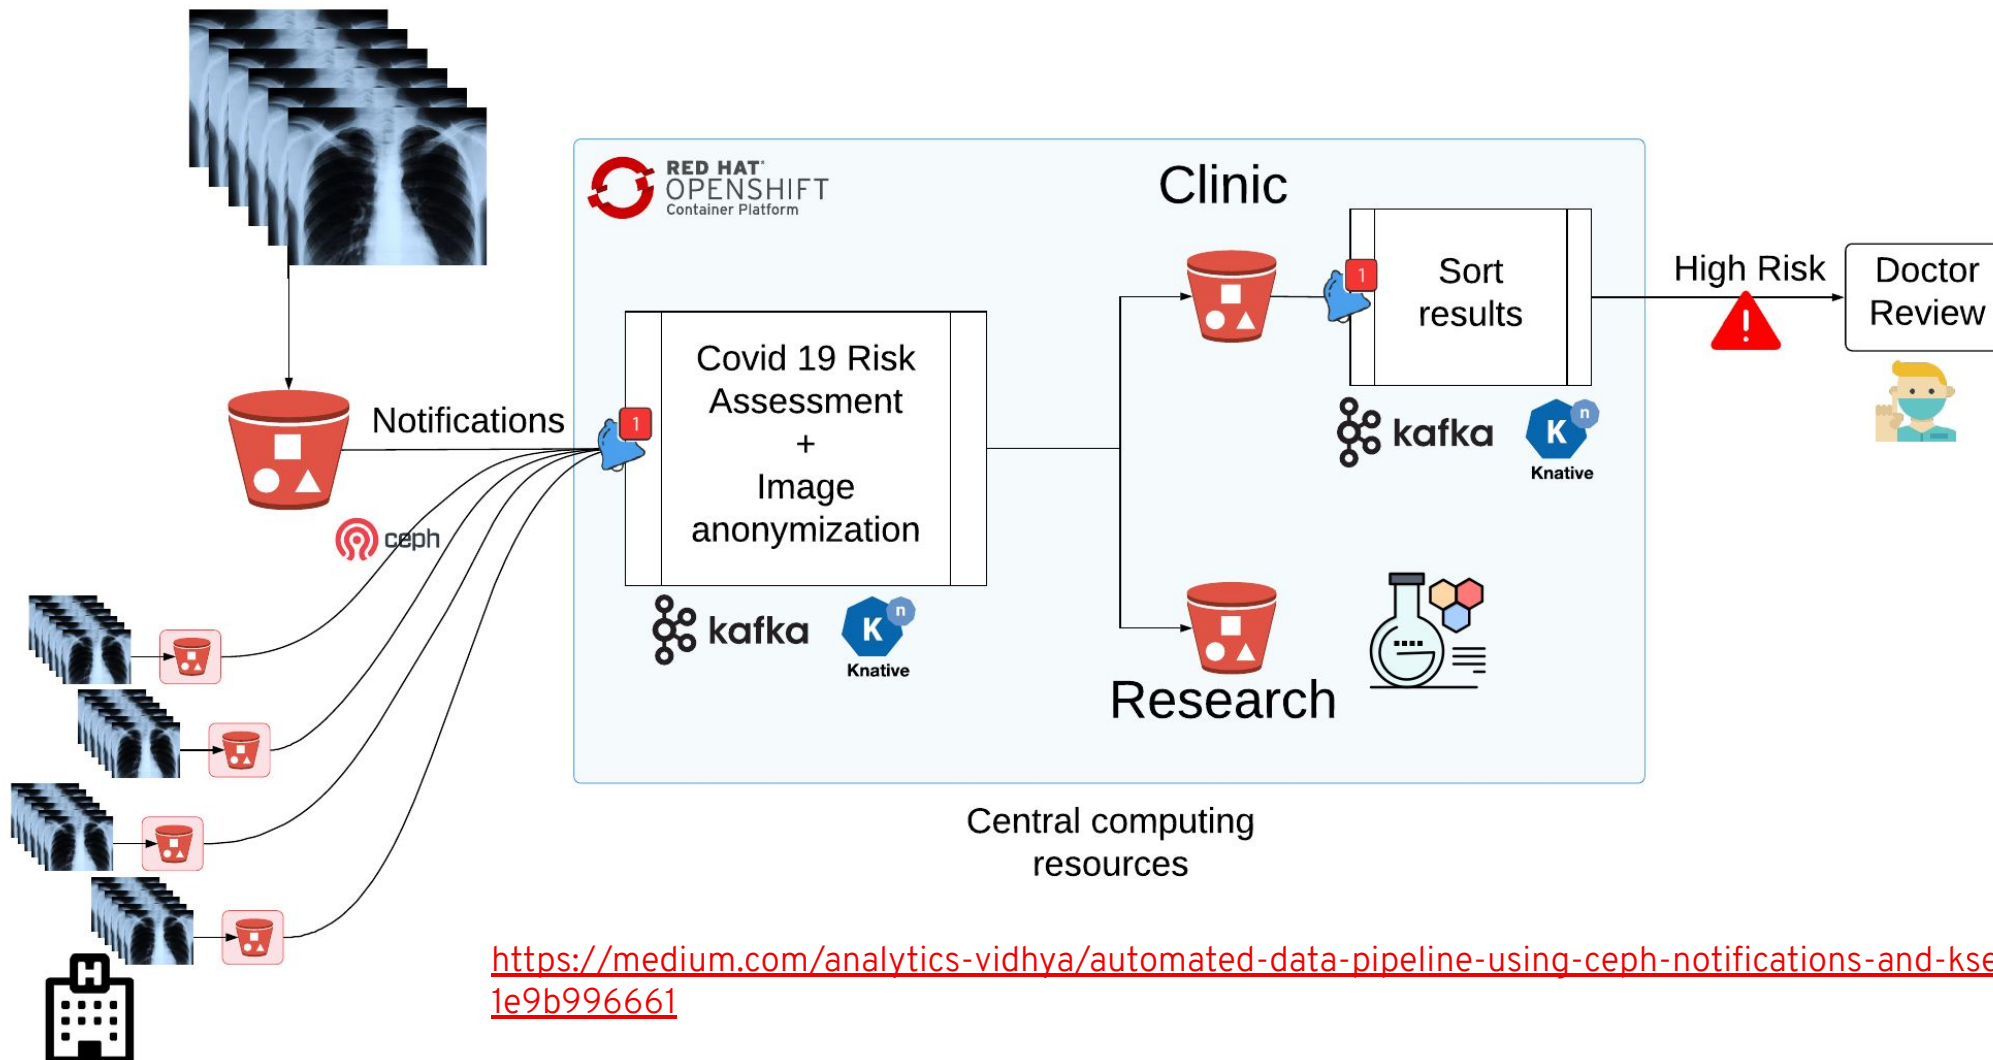 RED HAT®
OPENSHIFT
Container Platform
Clinic
1
Sort
results
High Risk
Doctor
Review
Notifications
1
Covid 19 Risk
Assessment
+
Image
anonymization
kafka
n
K
Knative
ceph
kafka
n
K
Knative
Research
Central computing
resources
https://medium.com/analytics-vidhya/automated-data-pipeline-using-ceph-notifications-and-kse
1e9b996661
H